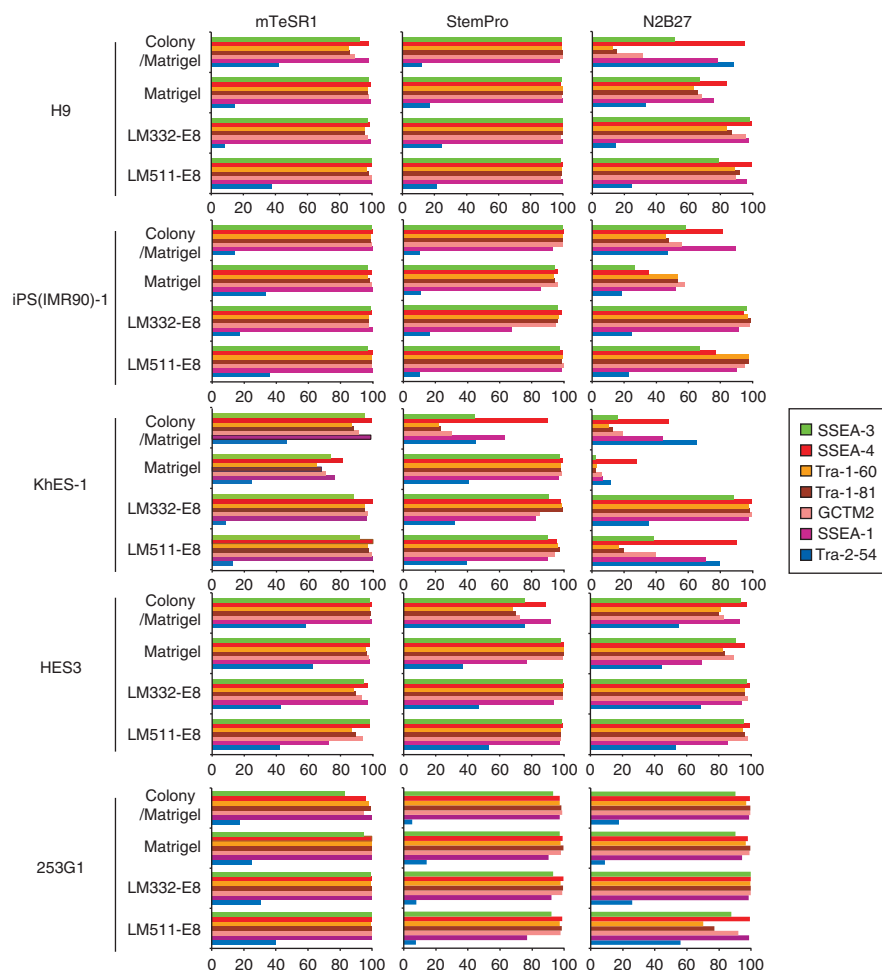 mTeSR1 StemPro N2B27
H9
Colony
/Matrigel
Matrigel
LM332-E8
LM511-E8
0 20 40 60 80 100 0 20 40 60 80 100 0 20 40 60 80 100
iPS(IMR90)-1
Colony
/Matrigel
Matrigel
LM332-E8
LM511-E8
0 20 40 60 80 100 0 20 40 60 80 100 0 20 40 60 80 100
KhES-1
Colony
/Matrigel
Matrigel
LM332-E8
LM511-E8
0 20 40 60 80 100 0 20 40 60 80 100 0 20 40 60 80 100
HES3
Colony
/Matrigel
Matrigel
LM332-E8
LM511-E8
0 20 40 60 80 100 0 20 40 60 80 100 0 20 40 60 80 100
253G1
Colony
/Matrigel
Matrigel
LM332-E8
LM511-E8
0 20 40 60 80 100 0 20 40 60 80 100 0 20 40 60 80 100
SSEA-3
SSEA-4
Tra-1-60
Tra-1-81
GCTM2
SSEA-1
Tra-2-54